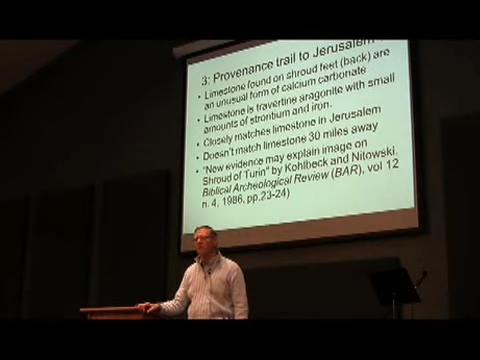 3: Provenance trail to Jerusalem
• Limestone found on shroud feet (back) are
an unusual form of calcium carbonate
• Limestone is travertine aragonite with small
amounts of strontium and iron.
• Closely matches limestone in Jerusalem
• Doesn't match limestone 30 miles away
• "New evidence may explain image on
Shroud of Turin" by Kohlbeck and Nitowski.
Biblical Archeological Review (BAR), vol 12
n. 4, 1986, pp.23-24)